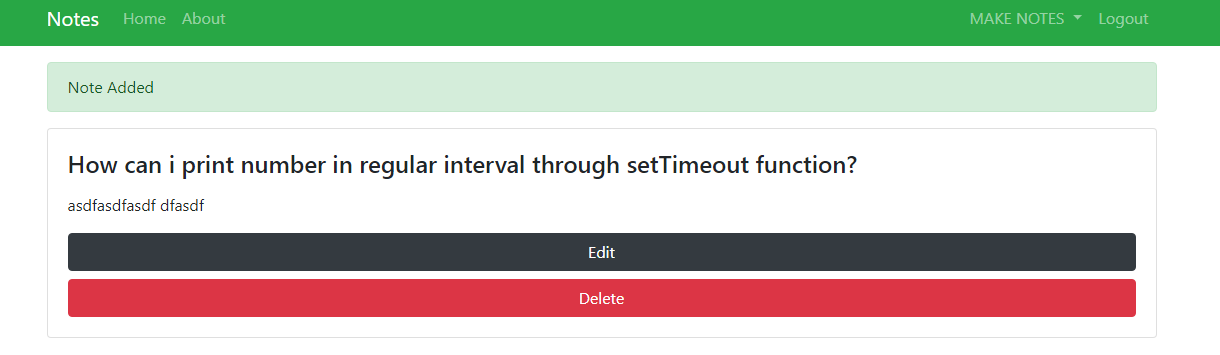 Notes Home About MAKE NOTES Logout
Note Added
How can i print number in regular interval through setTimeout function?
asdfasdfasdf dfasdf
Edit
Delete